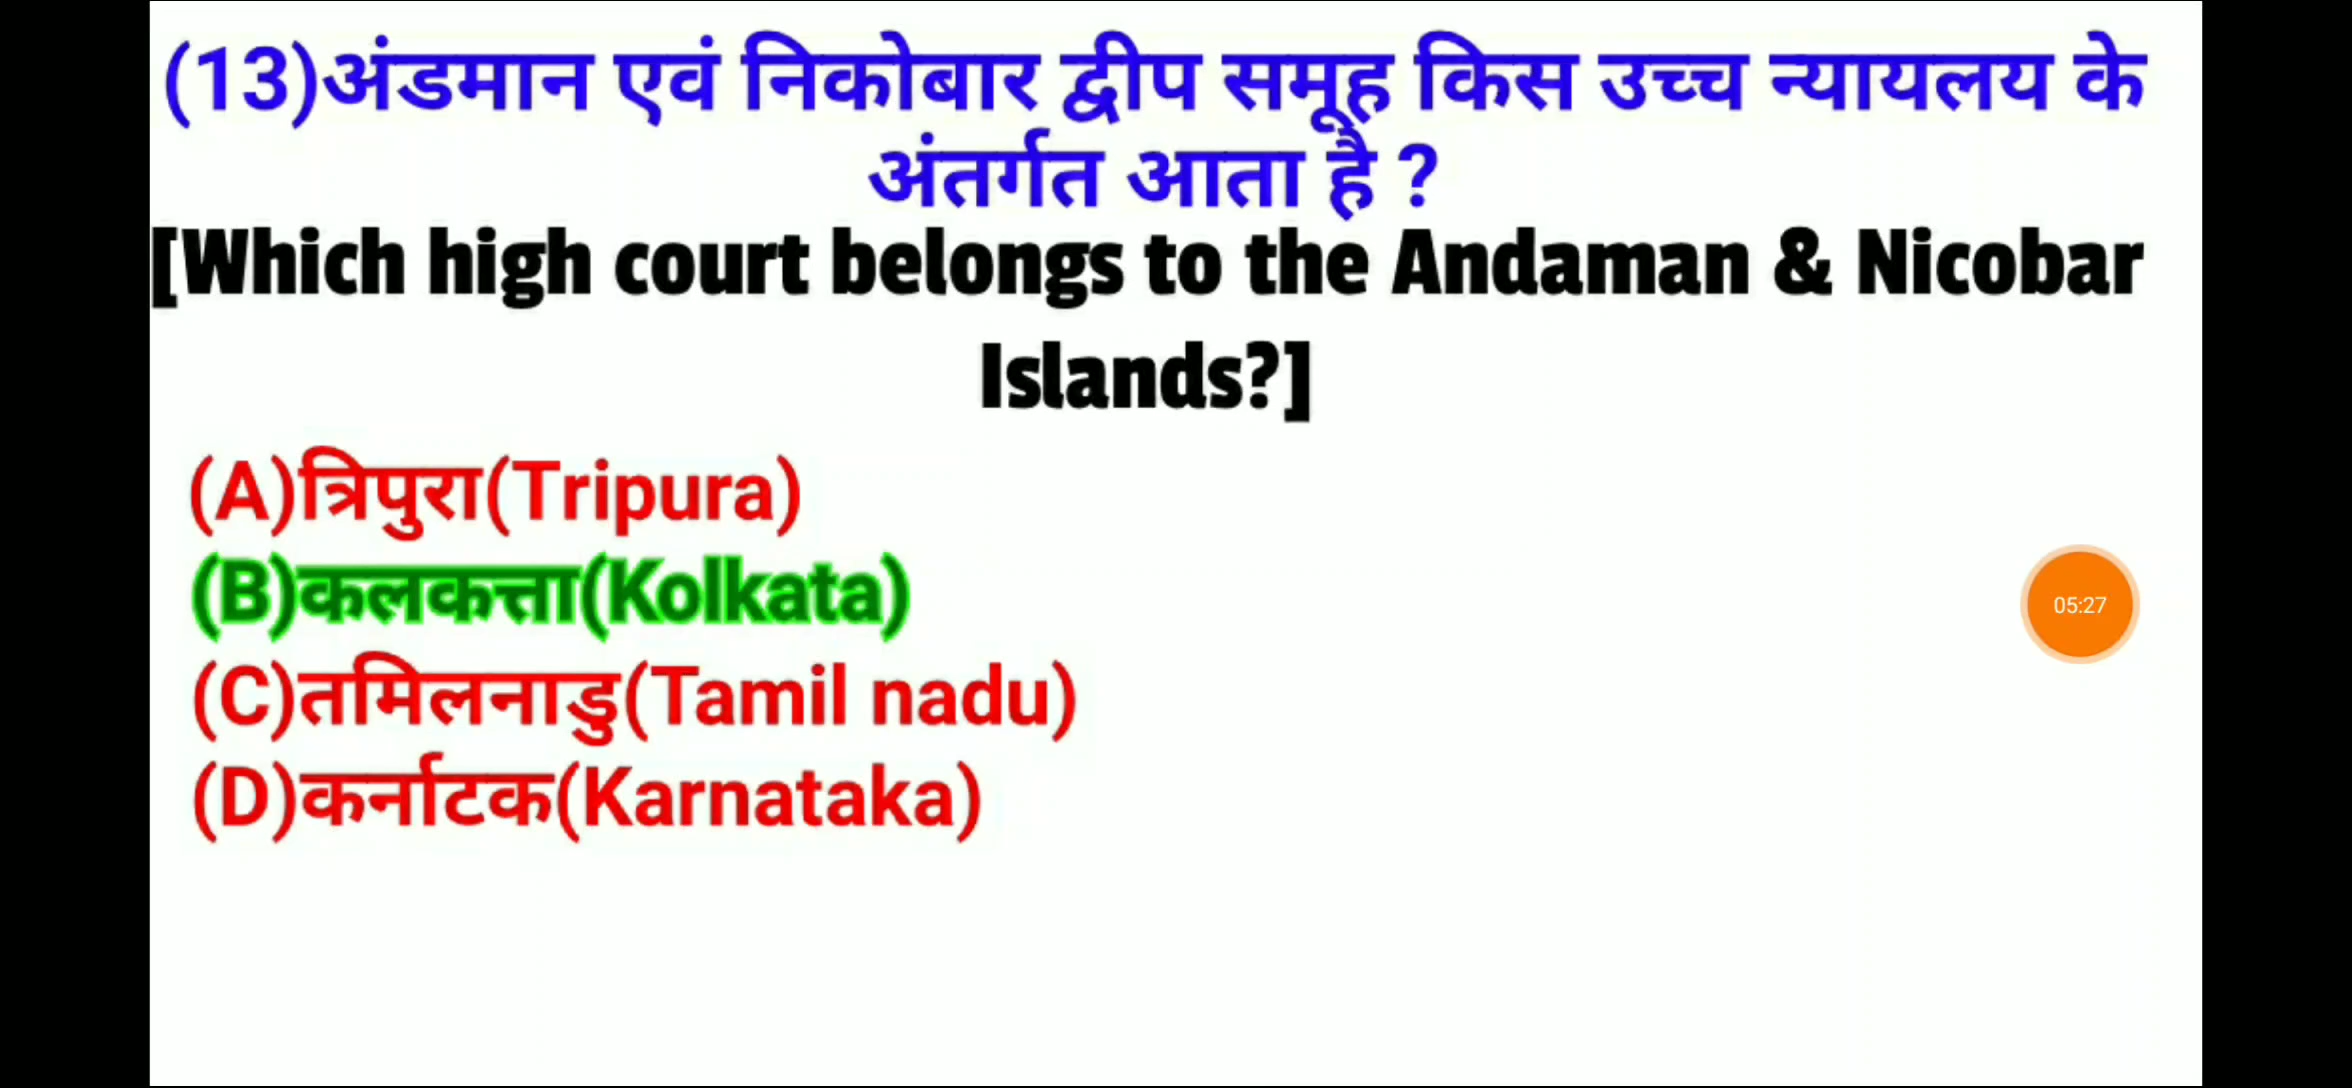 (13)अंडमान एवं निकोबार द्वीप समूह किस उच्च न्यायलय के
अंतर्गत आता है ?
[Which high court belongs to the Andaman & Nicobar
Islands?]
(A)त्रिपुरा(Tripura)
(B)कलकत्ता(Kolkata)
(C)तमिलनाडु(Tamil nadu)
(D)कर्नाटक(Karnataka)
05:27